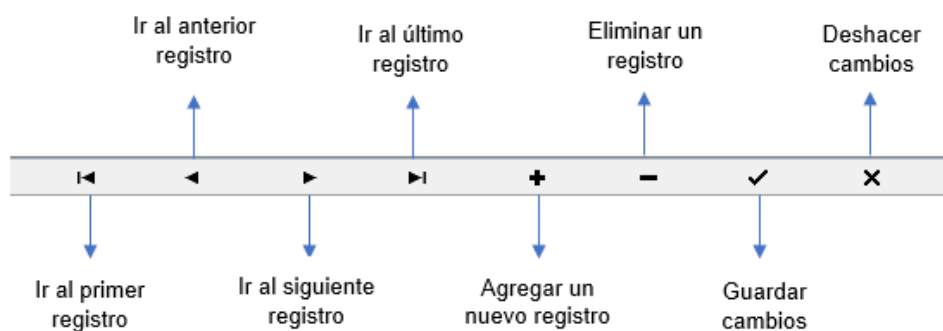 Ir al anterior
registro
Ir al último
registro
Eliminar un
registro
Deshacer
cambios
Ir al primer
registro
Ir al siguiente
registro
Agregar un
nuevo registro
Guardar
cambios